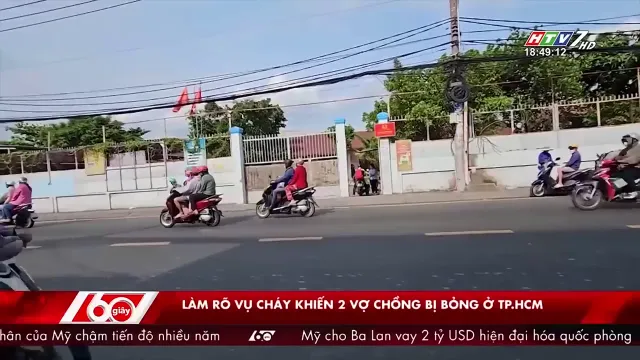 HTV7 HD
18:49:12
60 giây
LÀM RÕ VỤ CHÁY KHIẾN 2 VỢ CHỒNG BỊ BỎNG Ở TP.HCM
hân của Mỹ chậm tiến độ nhiều năm 60 Mỹ cho Ba Lan vay 2 tỷ USD hiện đại hóa quốc phòng